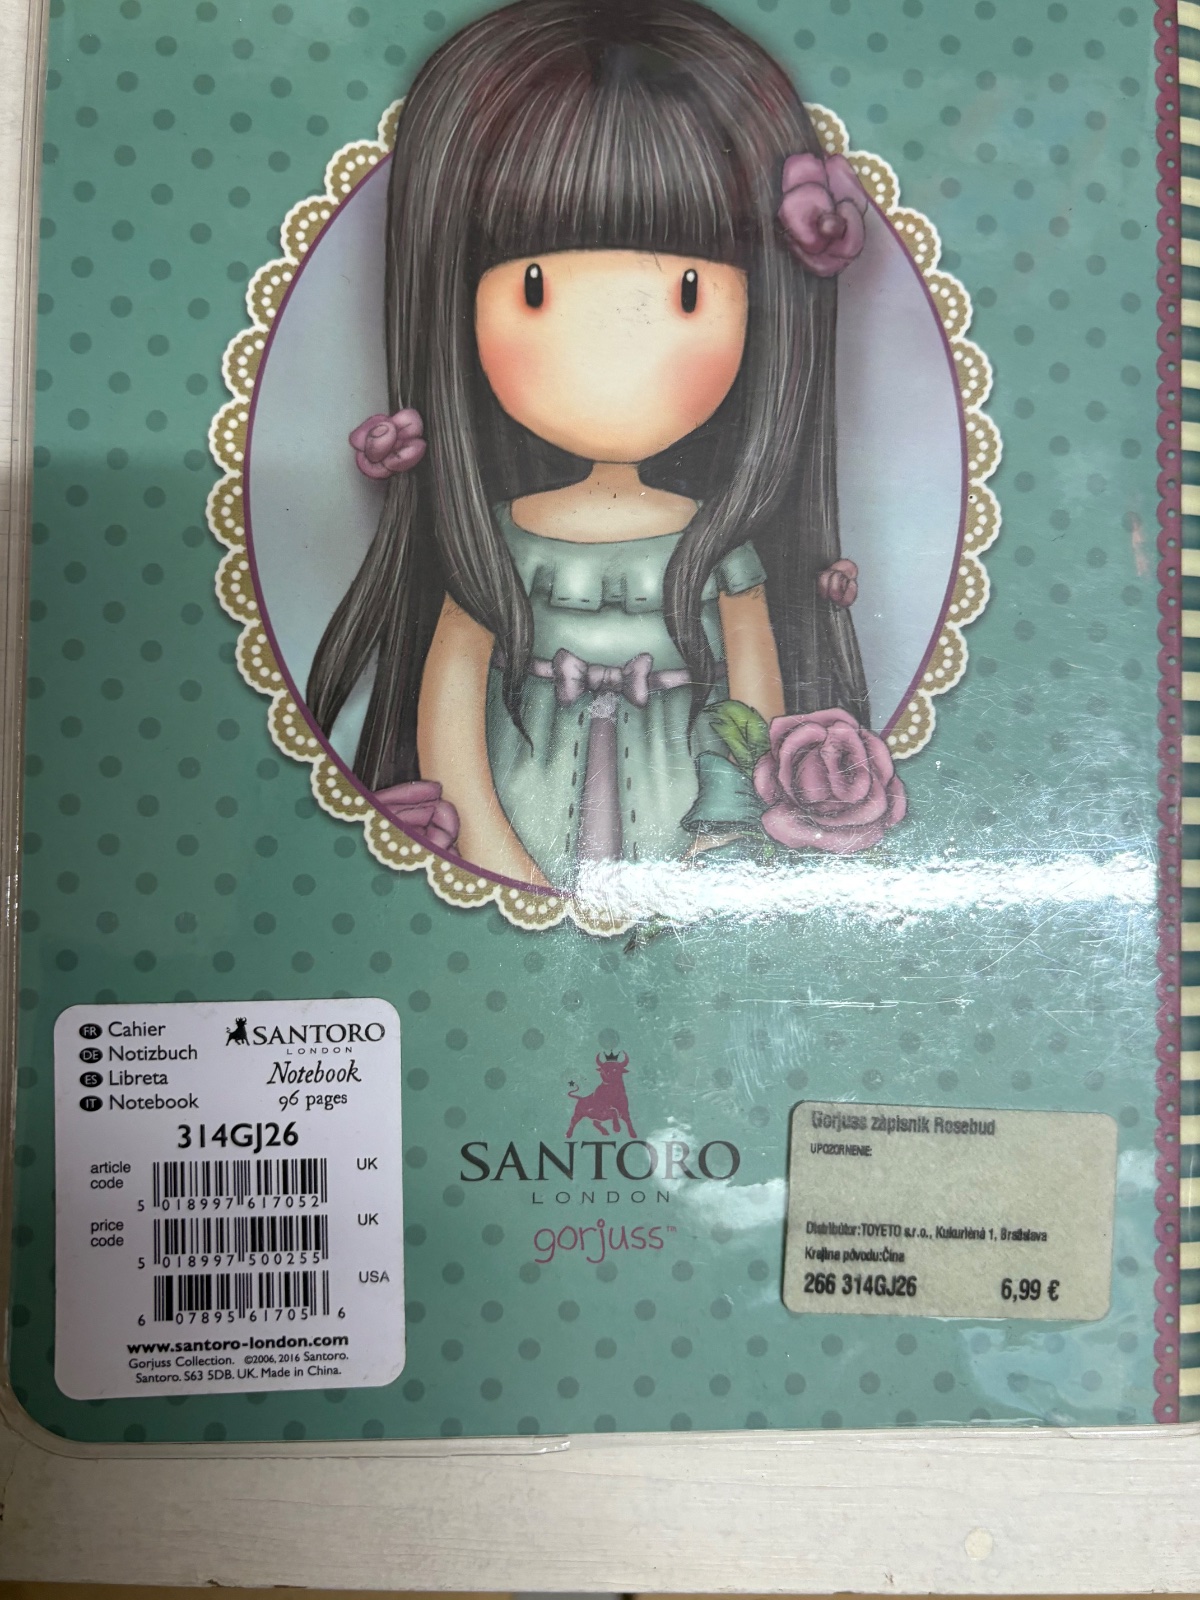 FR Cahier
DE Notizbuch
ES Libreta
IT Notebook
SANTORO
LONDON
Notebook
96 pages
314GJ26
article code
UK
5 018997 617052
price code
UK
5 018997 500255
USA
6 07895 61705 6
www.santoro-london.com
Gorjuss Collection. ©2006, 2016 Santoro.
Santoro. S63 5DB. UK. Made in China.
SANTORO
LONDON
gorjuss™
Gorjuss zápisník Rosebud
UPOZORNENIE:
Distribútor:TOYETO s.r.o., Kukuričná 1, Bratislava
Krajina pôvodu:Čína
266 314GJ26 6,99 €